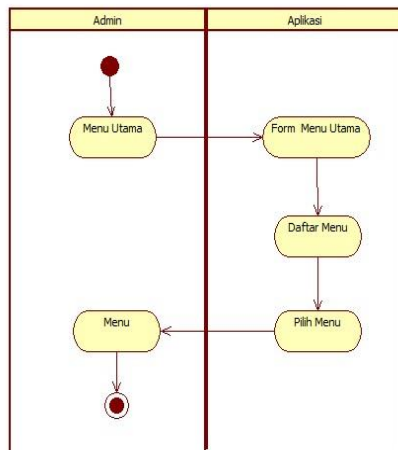 Admin
Aplikasi
Menu Utama
Form Menu Utama
Daftar Menu
Menu
Pilih Menu